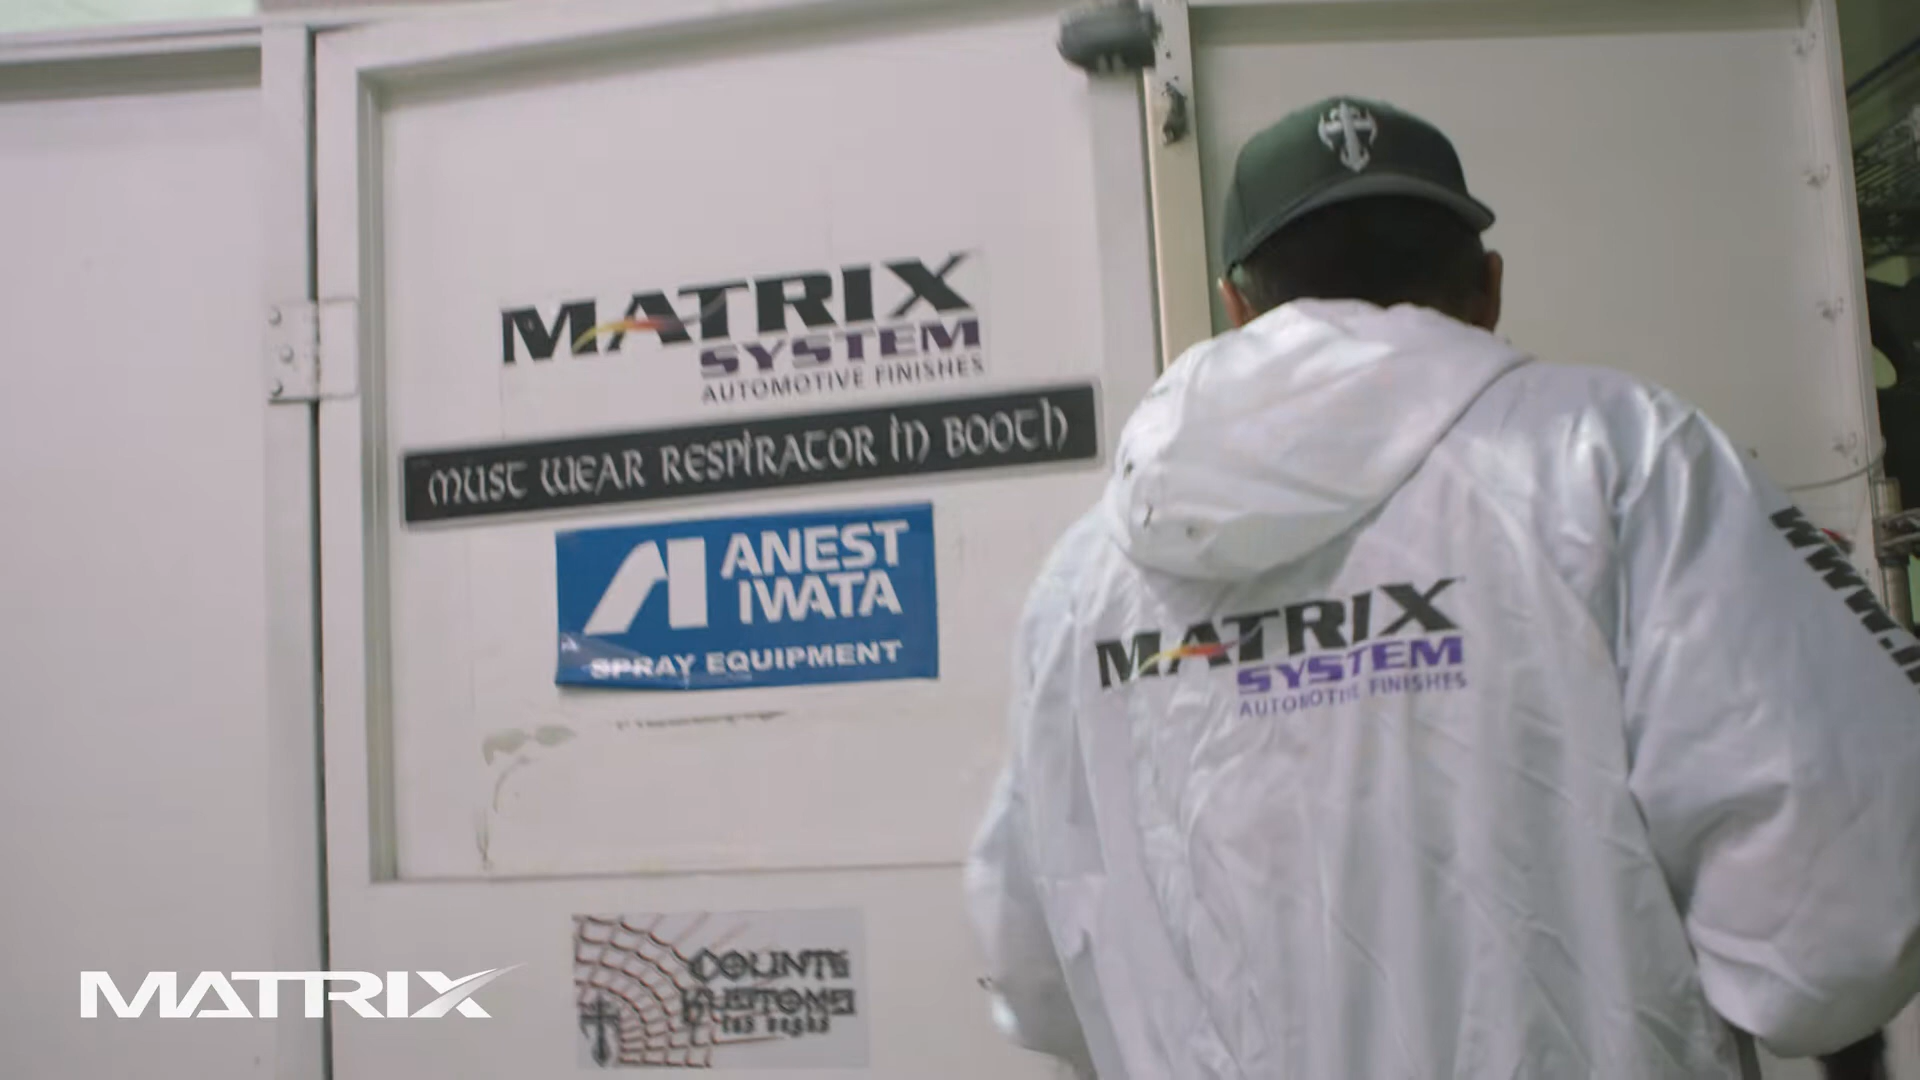 MATRIX
SYSTEM
AUTOMOTIVE FINISHES
MUST WEAR RESPIRATOR IN BOOTH
ANEST
IWATA
SPRAY EQUIPMENT
COUNTS
KUSTOMS
LAS VEGAS
MATRIX
SYSTEM
AUTOMOTIVE FINISHES
www.
MATRIX